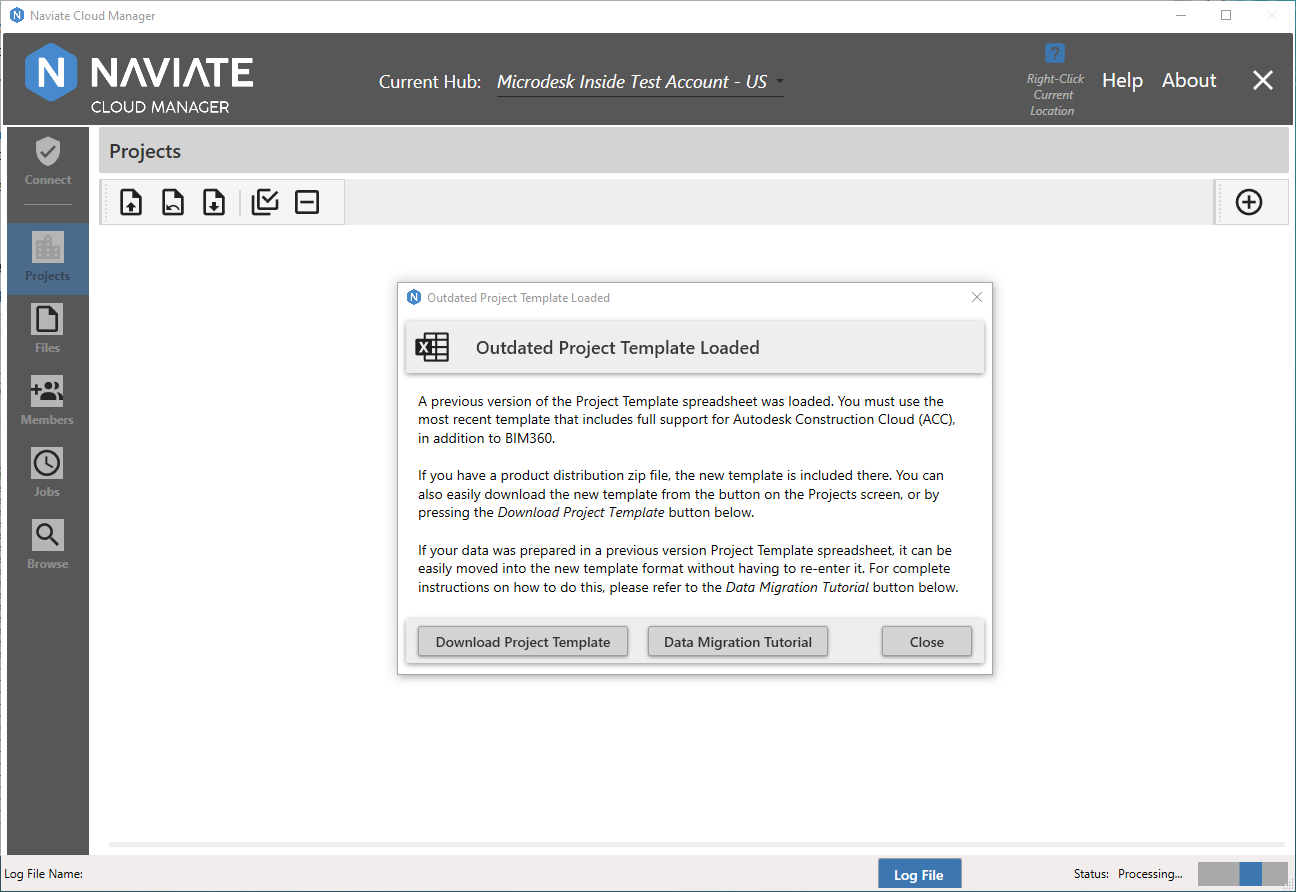 Naviate Cloud Manager
NAVIATE
CLOUD MANAGER
Current Hub: Microdesk Inside Test Account - US
?
Right-Click
Current
Location
Help
About
Connect
Projects
Files
Members
Jobs
Browse
Projects
Outdated Project Template Loaded
Outdated Project Template Loaded
A previous version of the Project Template spreadsheet was loaded. You must use the
most recent template that includes full support for Autodesk Construction Cloud (ACC),
in addition to BIM360.
If you have a product distribution zip file, the new template is included there. You can
also easily download the new template from the button on the Projects screen, or by
pressing the Download Project Template button below.
If your data was prepared in a previous version Project Template spreadsheet, it can be
easily moved into the new template format without having to re-enter it. For complete
instructions on how to do this, please refer to the Data Migration Tutorial button below.
Download Project Template
Data Migration Tutorial
Close
Log File Name:
Log File
Status: Processing...